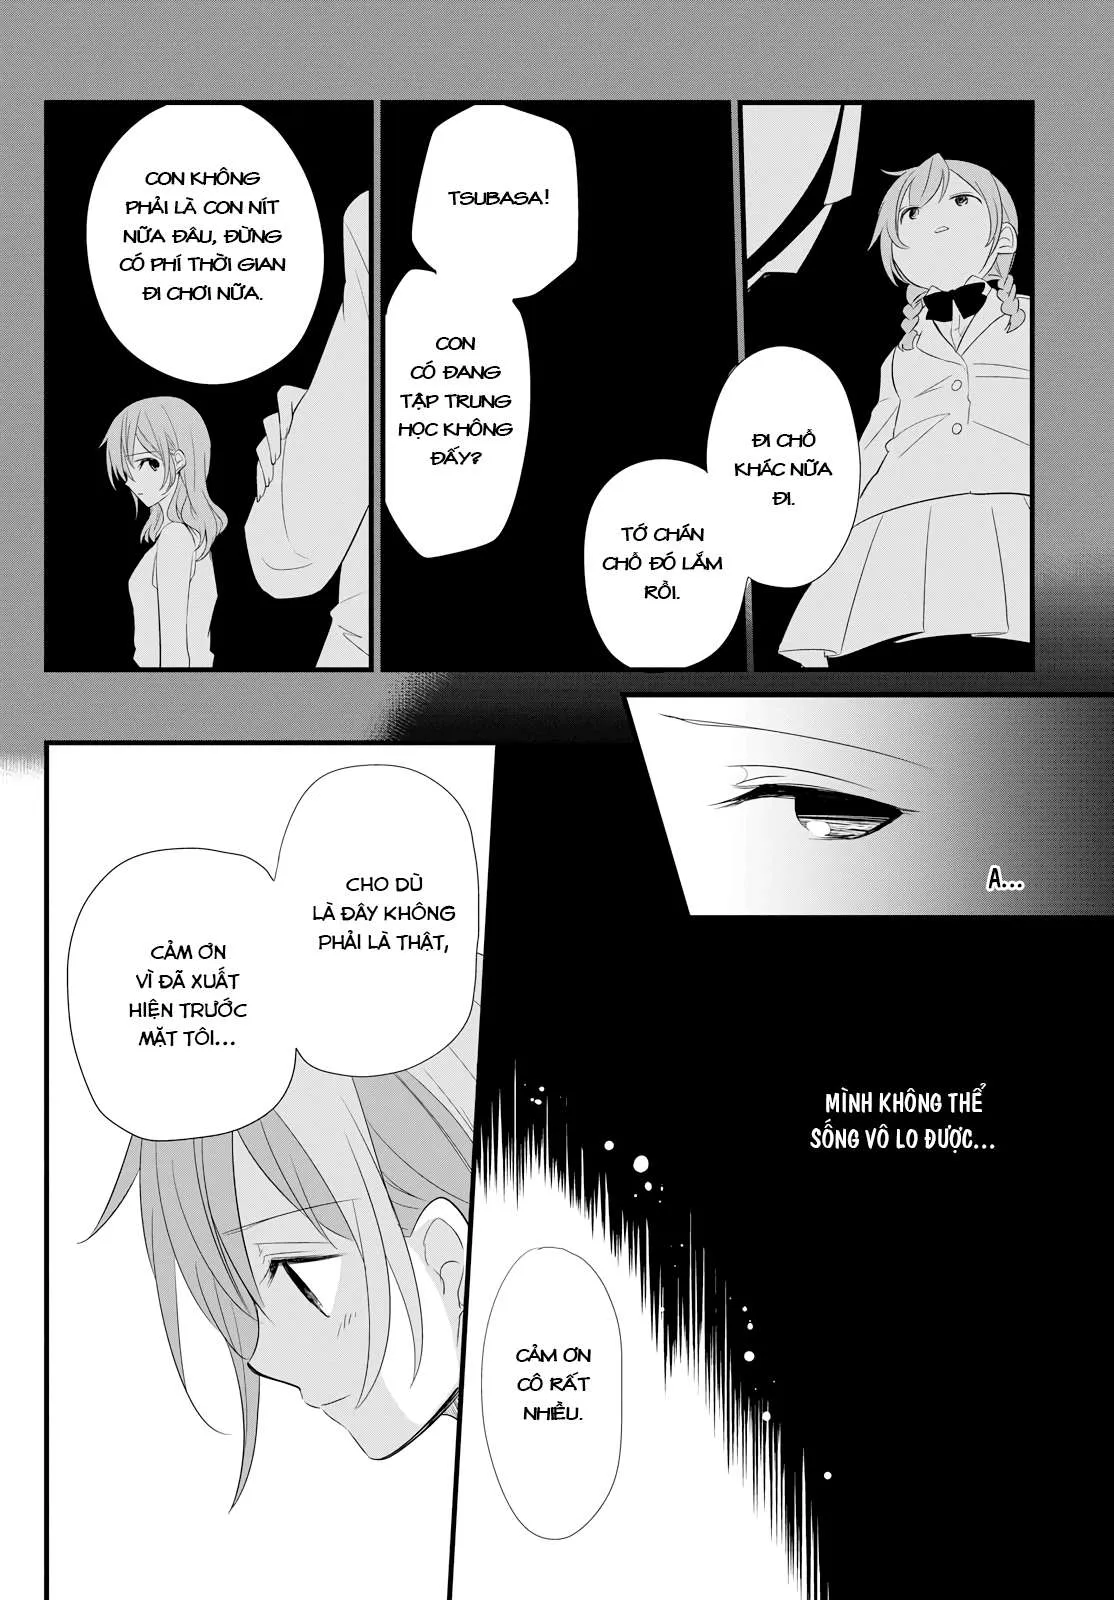 ĐI CHỖ
KHÁC NỮA
ĐI.
TỚ CHÁN
CHỖ ĐÓ LẮM
RỒI.
TSUBASA!
CON
CÓ ĐANG
TẬP TRUNG
HỌC KHÔNG
ĐẤY?
CON KHÔNG
PHẢI LÀ CON NÍT
NỮA ĐÂU, ĐỪNG
CÓ PHÍ THỜI GIAN
ĐI CHƠI NỮA.
A...
MÌNH KHÔNG THỂ
SỐNG VÔ LO ĐƯỢC...
CHO DÙ
LÀ ĐÂY KHÔNG
PHẢI LÀ THẬT,
CẢM ƠN
VÌ ĐÃ XUẤT
HIỆN TRƯỚC
MẶT TÔI...
CẢM ƠN
CÔ RẤT
NHIỀU.